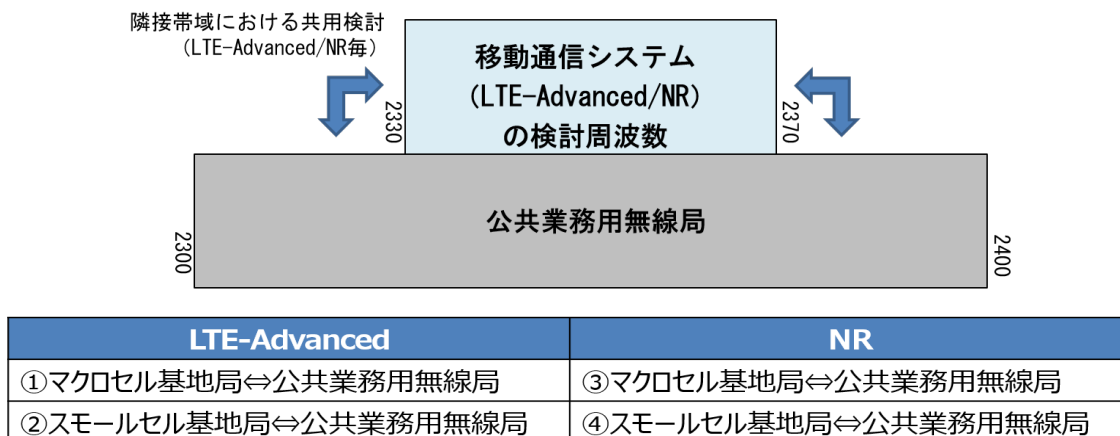 隣接帯域における共用検討
(LTE-Advanced/NR毎)
移動通信システム
(LTE-Advanced/NR)
の検討周波数
2330
2370
公共業務用無線局
2300
2400
LTE-Advanced
NR
①マクロセル基地局⇔公共業務用無線局
③マクロセル基地局⇔公共業務用無線局
②スモールセル基地局⇔公共業務用無線局
④スモールセル基地局⇔公共業務用無線局